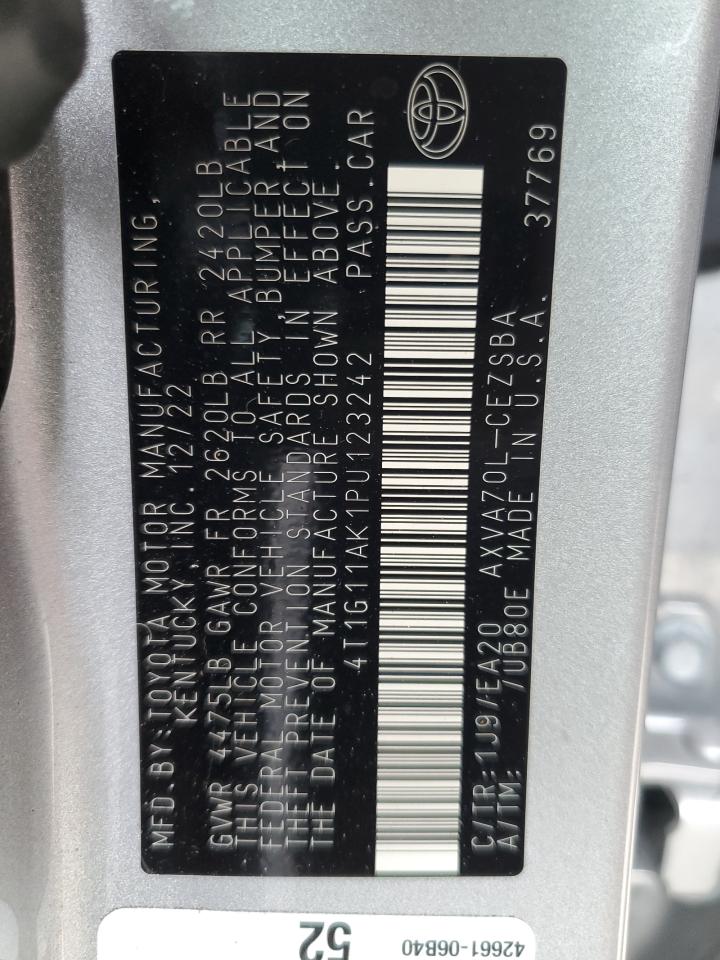 MFD.BY:TOYOTA MOTOR MANUFACTURING,
KENTUCKY,INC. 12/22
GVWR 4475LB GAWR FR 2620LB RR 2420LB
THIS VEHICLE CONFORMS TO ALL APPLICABLE
FEDERAL MOTOR VEHICLE SAFETY,BUMPER,AND
THEFT PREVENTION STANDARDS IN EFFECT ON
THE DATE OF MANUFACTURE SHOWN ABOVE.
4T1G11AK1PU123242 PASS.CAR
C/TR:1J9/EA20 AXVA70L-CEZSBA
A/TM: /UB80E MADE IN U.S.A. 37769
52
42661-06B40